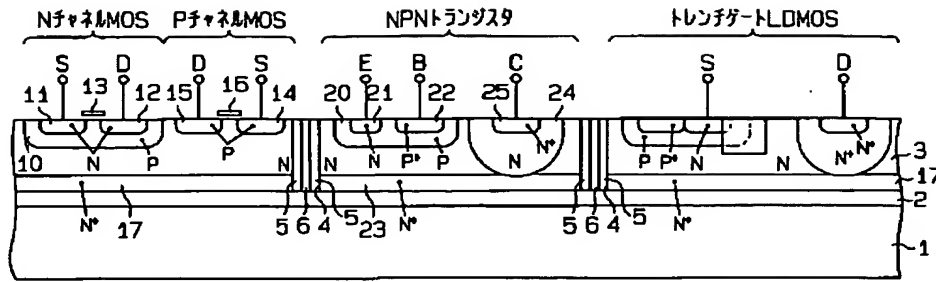 NチャネルMOS PチャネルMOS NPNトランジスタ トレンチゲートLDMOS
S D D S E B C S D
11 13 12 15 16 14 20 21 22 25 24
10 N P P N N P+ P N N+ P P+ N N N+ N+ 3
N+ 17 5 6 4 5 23 N+ 5 6 4 5 N+ 17
2
1